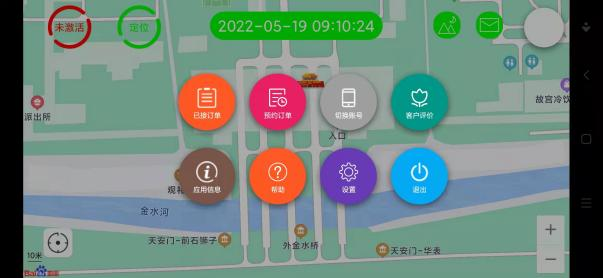 未激活
定位
2022-05-19 09:10:24
已接订单
预约订单
切换账号
客户评价
派出所
故宫冷饮
入口
应用信息
帮助
设置
退出
观礼
金水河
天安门-前石狮子
外金水桥
天安门-华表
10米
Baidu